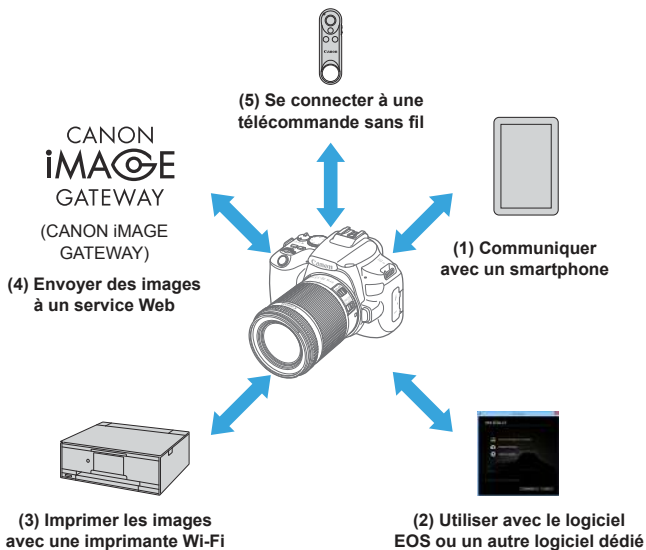 (5) Se connecter à une
télécommande sans fil
CANON
iMAGE
GATEWAY
(CANON iMAGE
GATEWAY)
(4) Envoyer des images
à un service Web
(1) Communiquer
avec un smartphone
Canon
(3) Imprimer les images
avec une imprimante Wi-Fi
(2) Utiliser avec le logiciel
EOS ou un autre logiciel dédié